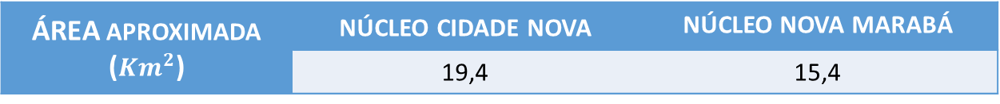 ÁREA APROXIMADA
(Km²)
NÚCLEO CIDADE NOVA
NÚCLEO NOVA MARABÁ
19,4
15,4